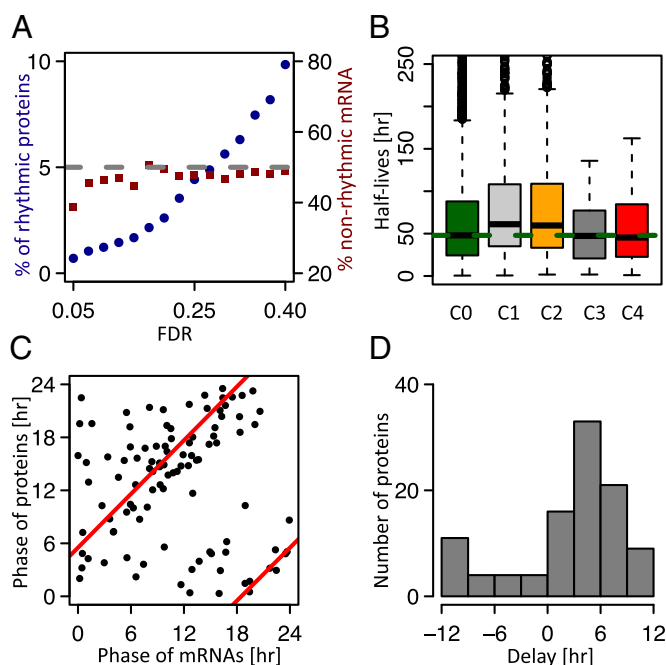 A
% of rhythmic proteins
10
5
0
80
60
40
20
% non-rhythmic mRNA
0.05
0.25
0.40
FDR
B
Half-lives [hr]
250
150
50
0
C0
C1
C2
C3
C4
C
Phase of proteins [hr]
24
18
12
6
0
0
6
12
18
24
Phase of mRNAs [hr]
D
Number of proteins
40
20
0
−12
−6
0
6
12
Delay [hr]